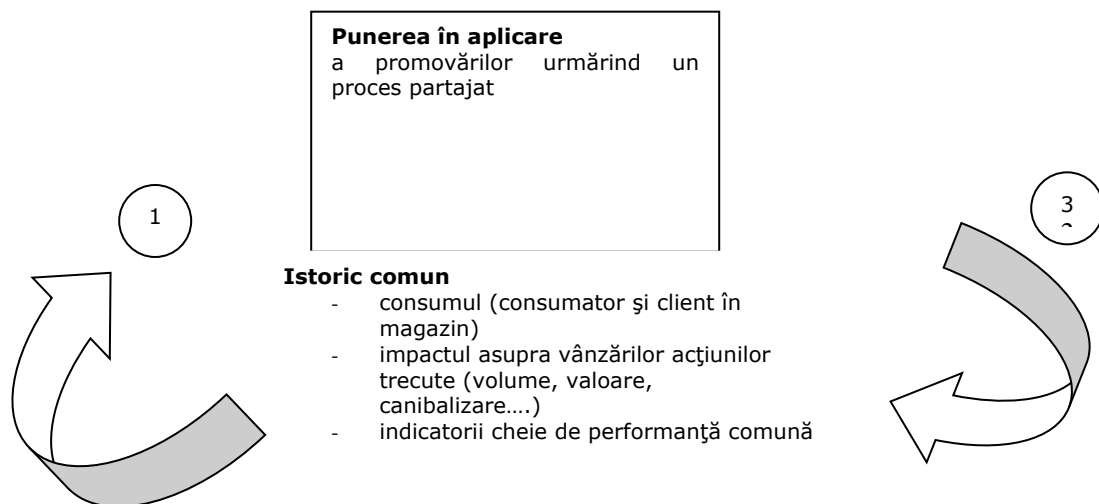 Punerea în aplicare
a promovărilor urmărind un
proces partajat
1
3
Istoric comun
- consumul (consumator şi client în
magazin)
- impactul asupra vânzărilor acţiunilor
trecute (volume, valoare,
canibalizare….)
- indicatorii cheie de performanţă comună